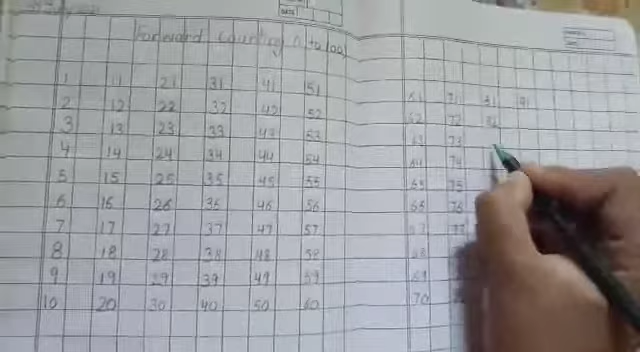 Forward Counting (1 to 100)
1 11 21 31 41 51 61 71 81 91
2 12 22 32 42 52 62 72 82
3 13 23 33 43 53 63 73
4 14 24 34 44 54 64 74
5 15 25 35 45 55 65 75
6 16 26 36 46 56 66 76
7 17 27 37 47 57 67 77
8 18 28 38 48 58 68
9 19 29 39 49 59 69
10 20 30 40 50 60 70